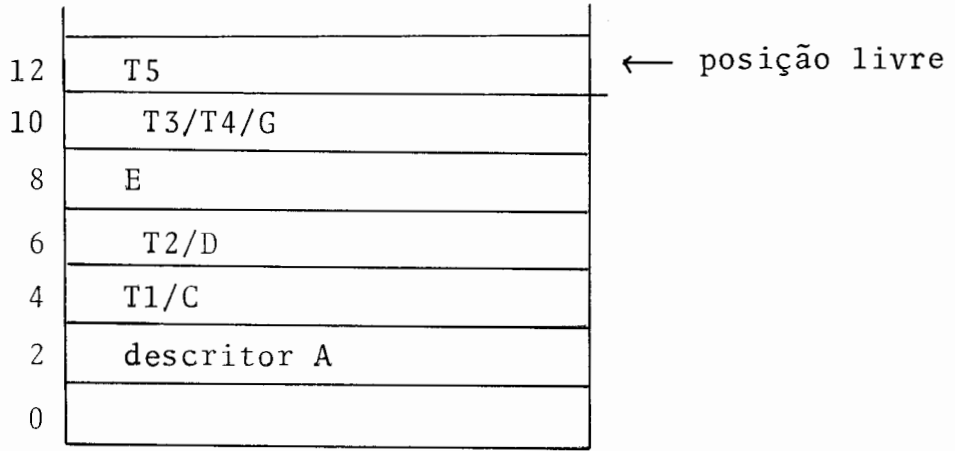 12 T5 ← posição livre
10 T3/T4/G
8 E
6 T2/D
4 T1/C
2 descritor A
0